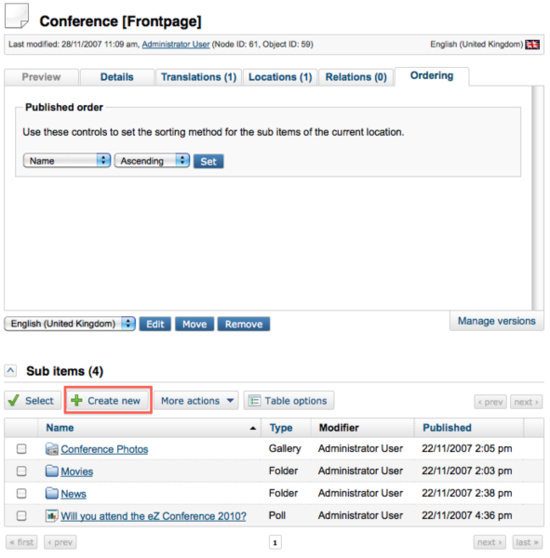 Conference [Frontpage]
Last modified: 28/11/2007 11:09 am, Administrator User (Node ID: 61, Object ID: 59) English (United Kingdom)
Preview Details Translations (1) Locations (1) Relations (0) Ordering
Published order
Use these controls to set the sorting method for the sub items of the current location.
Name Ascending Set
English (United Kingdom) Edit Move Remove Manage versions
Sub items (4)
Select Create new More actions Table options ‹ prev next ›
Name Type Modifier Published
Conference Photos Gallery Administrator User 22/11/2007 2:05 pm
Movies Folder Administrator User 22/11/2007 2:03 pm
News Folder Administrator User 22/11/2007 2:38 pm
Will you attend the eZ Conference 2010? Poll Administrator User 22/11/2007 4:36 pm
« first ‹ prev 1 next › last »